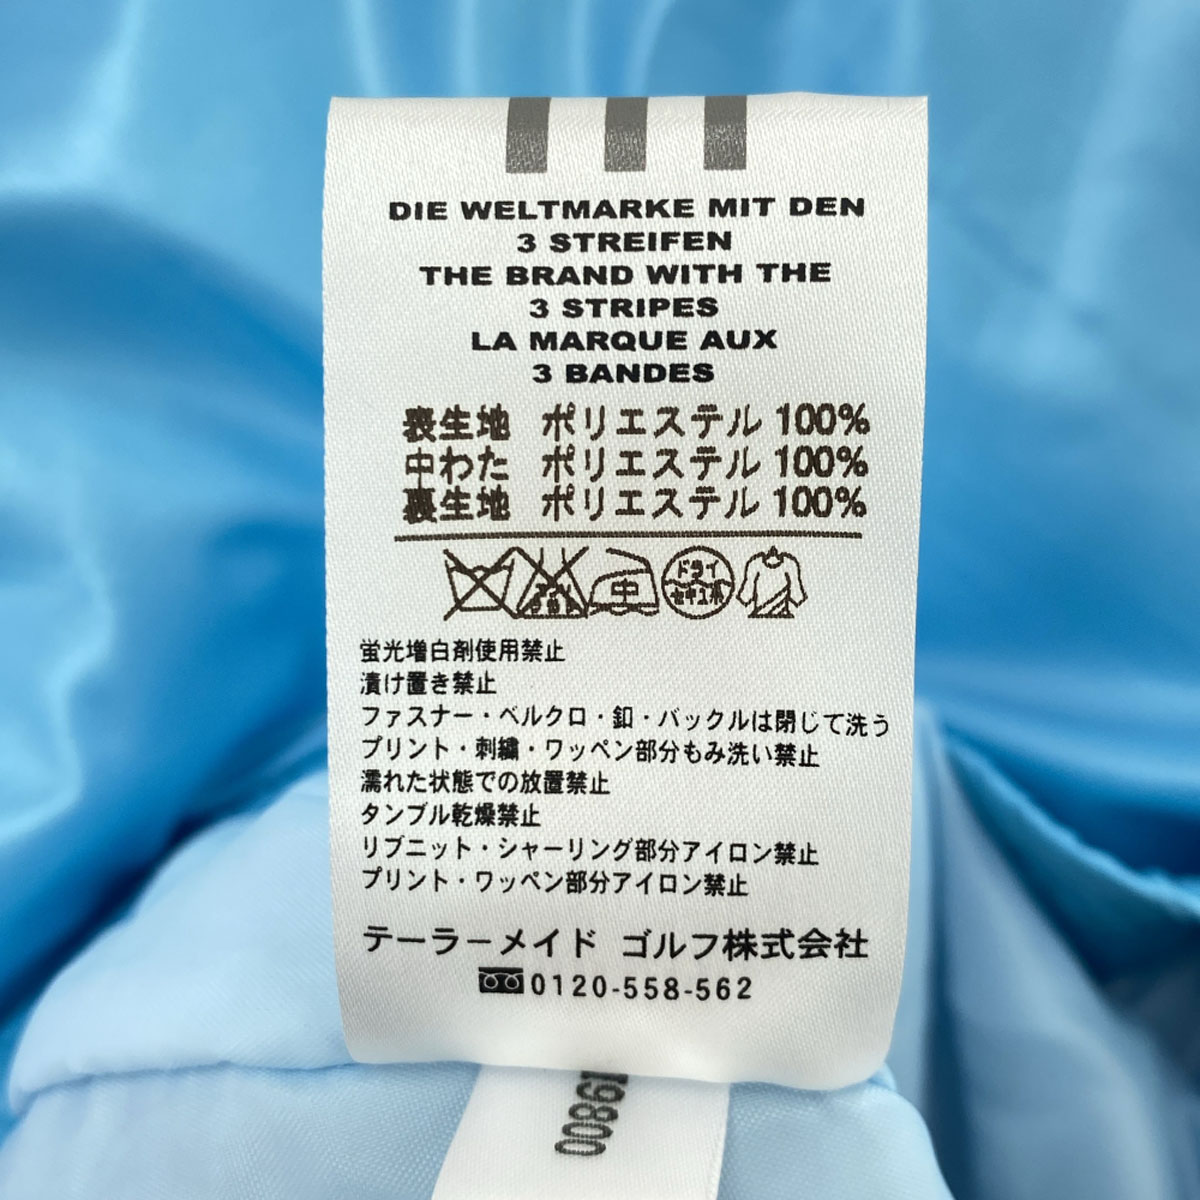 DIE WELTMARKE MIT DEN
3 STREIFEN
THE BRAND WITH THE
3 STRIPES
LA MARQUE AUX
3 BANDES
表生地 ポリエステル 100%
中わた ポリエステル 100%
裏生地 ポリエステル 100%
中 ドライ セキユ系
蛍光増白剤使用禁止
漬け置き禁止
ファスナー・ベルクロ・釦・バックルは閉じて洗う
プリント・刺繍・ワッペン部分もみ洗い禁止
濡れた状態での放置禁止
タンブル乾燥禁止
リブニット・シャーリング部分アイロン禁止
プリント・ワッペン部分アイロン禁止
テーラーメイド ゴルフ株式会社
0120-558-562
19800